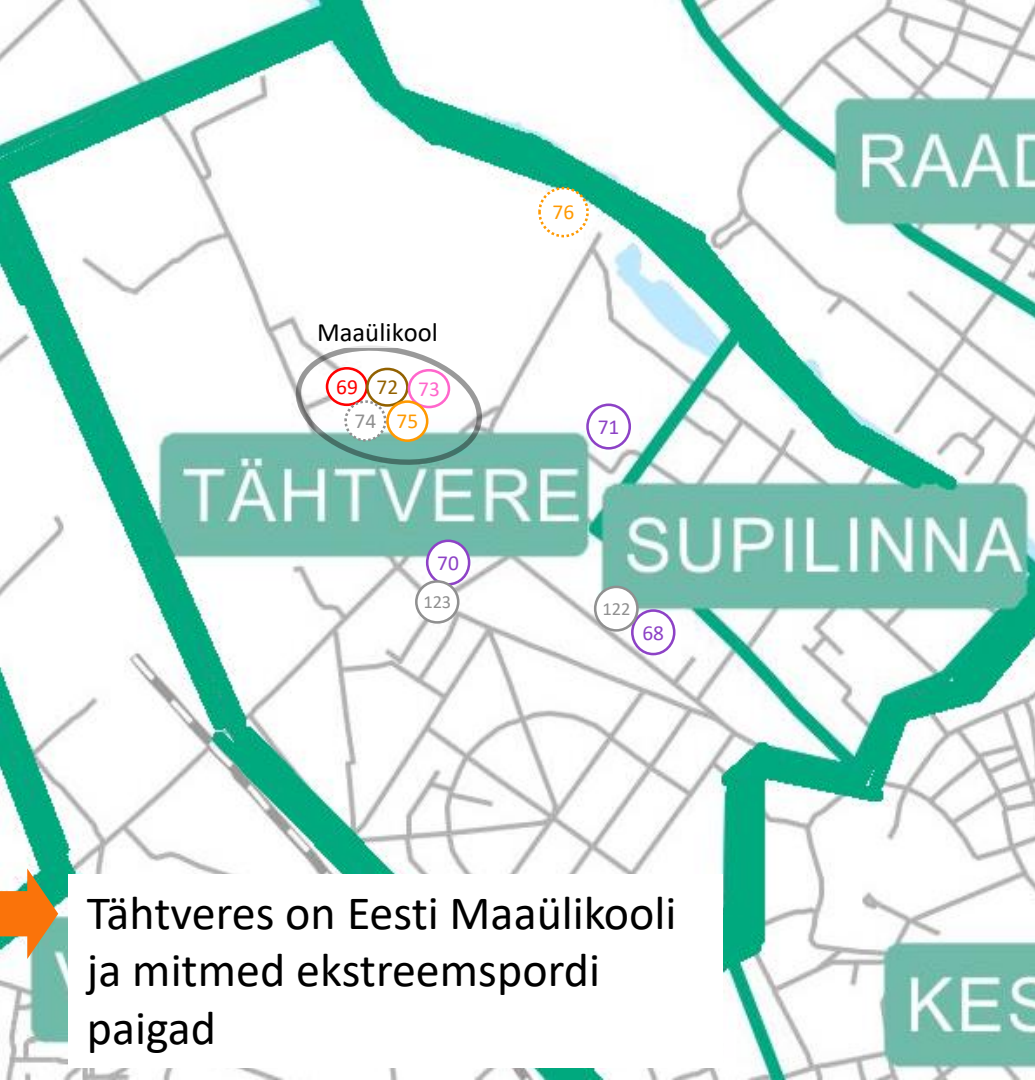 RAAD
76
Maaülikool
69 72 73
74 75
71
TÄHTVERE
SUPILINNA
70
123
122
68
Tähtveres on Eesti Maaülikooli
ja mitmed ekstreemspordi
paigad
KES